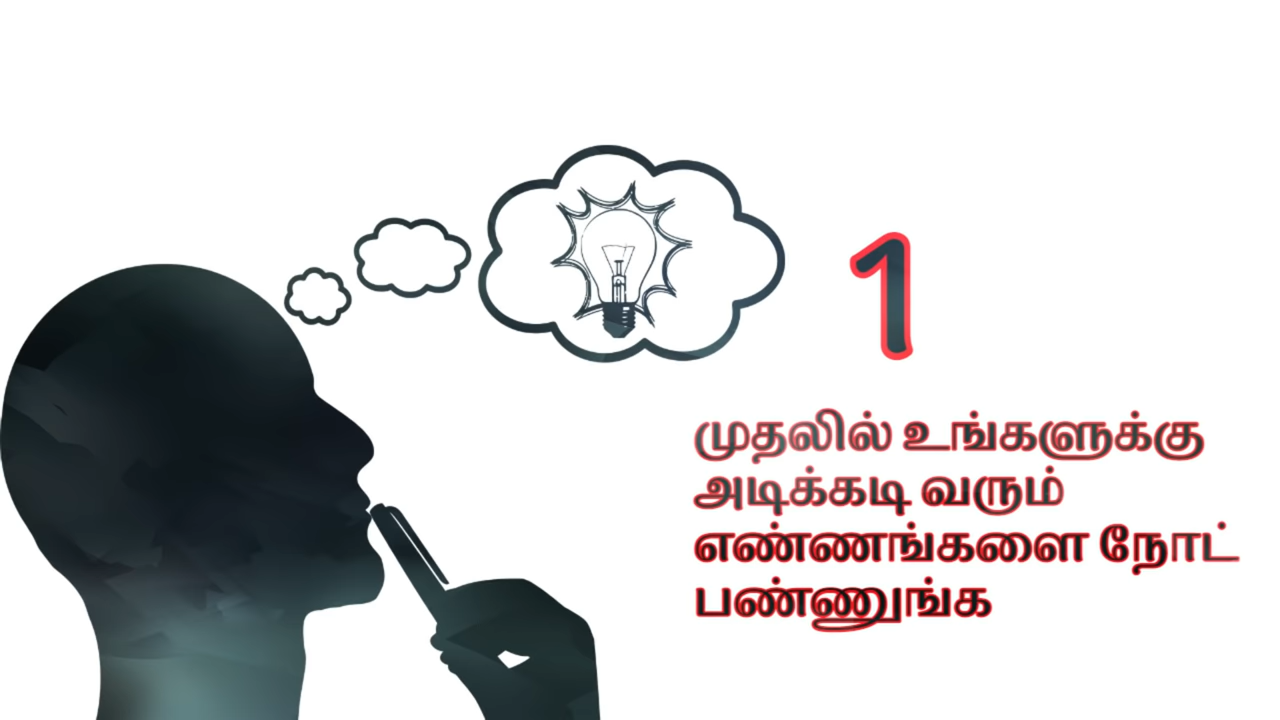 1
முதலில் உங்களுக்கு
அடிக்கடி வரும்
எண்ணங்களை நோட்
பண்ணுங்க